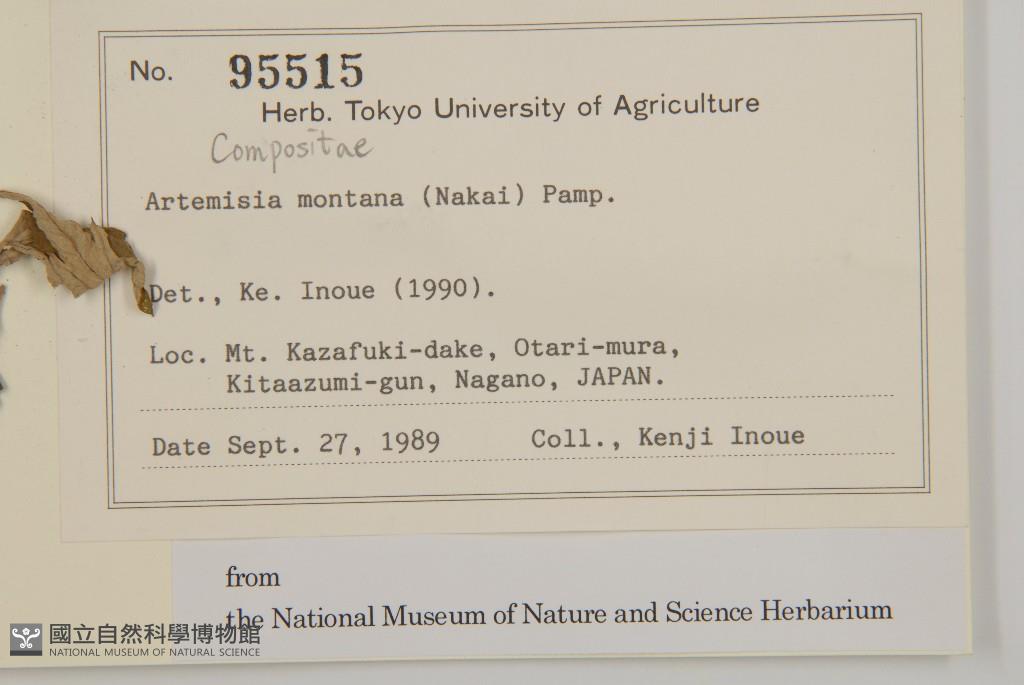 No. 95515
Herb. Tokyo University of Agriculture
Compositae
Artemisia montana (Nakai) Pamp.
Det., Ke. Inoue (1990).
Loc. Mt. Kazafuki-dake, Otari-mura,
Kitaazumi-gun, Nagano, JAPAN.
Date Sept. 27, 1989 Coll., Kenji Inoue
from
the National Museum of Nature and Science Herbarium
國立自然科學博物館
NATIONAL MUSEUM OF NATURAL SCIENCE